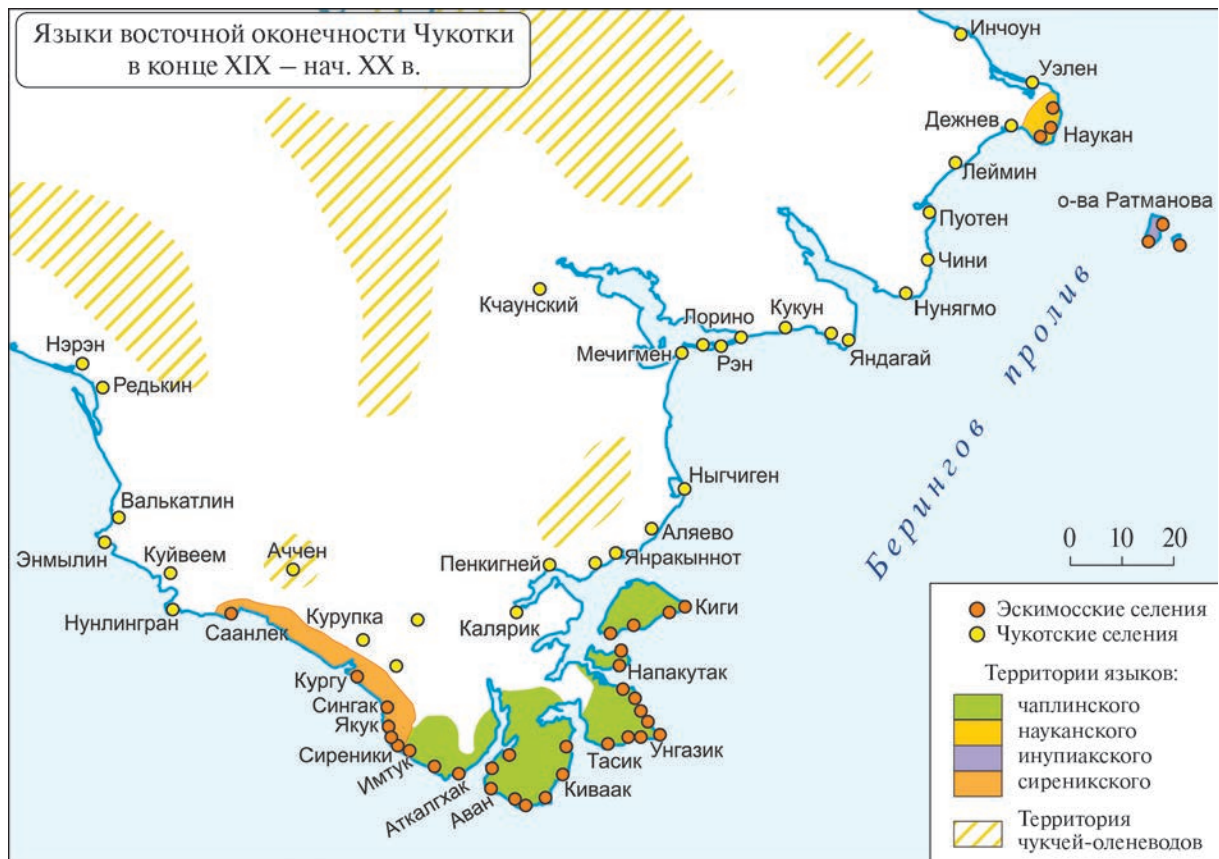 Языки восточной оконечности Чукотки
в конце XIX – нач. XX в.
Инчоун
Уэлен
Дежнев
Наукан
Леймин
о-ва Ратманова
Пуотен
Чини
Кчаунский
Нунягмо
Лорино
Кукун
Нэрэн
Мечигмен
Рэн
Яндагай
Редькин
Берингов пролив
Ныгчиген
Валькатлин
Аляево
Энмылин
Куйвеем
Аччен
Пенкигней
Янракыннот
0 10 20
Нунлингран
Саанлек
Курупка
Калярик
Киги
Кургу
Напакутак
Сингак
Якук
Сиреники
Имтук
Аткалгхак
Аван
Киваак
Тасик
Унгазик
Эскимосские селения
Чукотские селения
Территории языков:
чаплинского
науканского
инупиакского
сиреникского
Территория
чукчей-оленеводов